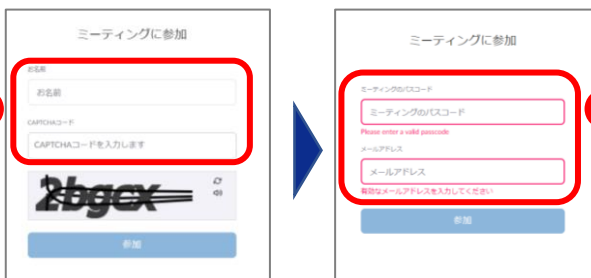 ミーティングに参加
お名前
お名前
CAPTCHAコード
CAPTCHAコードを入力します
2bgcx
参加
ミーティングに参加
ミーティングのパスコード
ミーティングのパスコード
Please enter a valid passcode
メールアドレス
メールアドレス
有効なメールアドレスを入力してください
参加